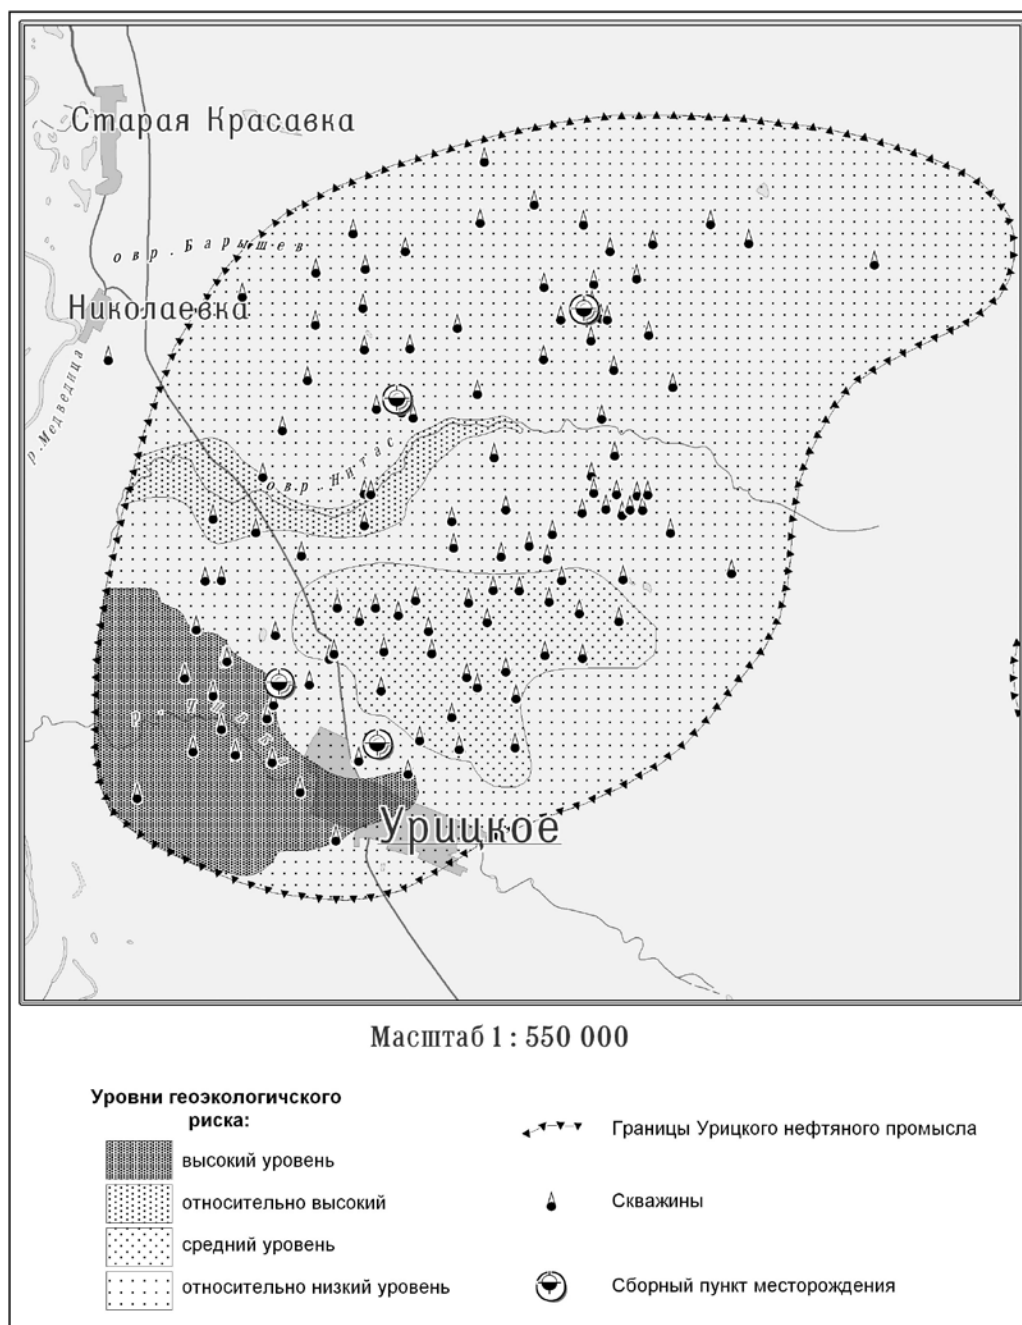 Старая Красавка
овр. Барышев
Николаевка
р. Медведица
овр. Нитас
Урицкое
Масштаб 1 : 550 000
Уровни геоэкологичского
риска:
высокий уровень
относительно высокий
средний уровень
относительно низкий уровень
Границы Урицкого нефтяного промысла
Скважины
Сборный пункт месторождения